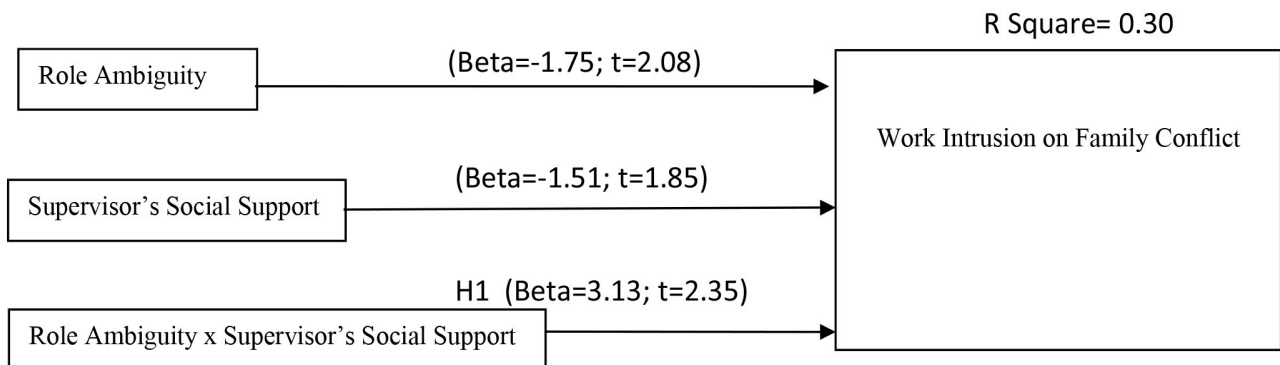 R Square= 0.30
Role Ambiguity
(Beta=-1.75; t=2.08)
Work Intrusion on Family Conflict
(Beta=-1.51; t=1.85)
Supervisor’s Social Support
H1 (Beta=3.13; t=2.35)
Role Ambiguity x Supervisor’s Social Support